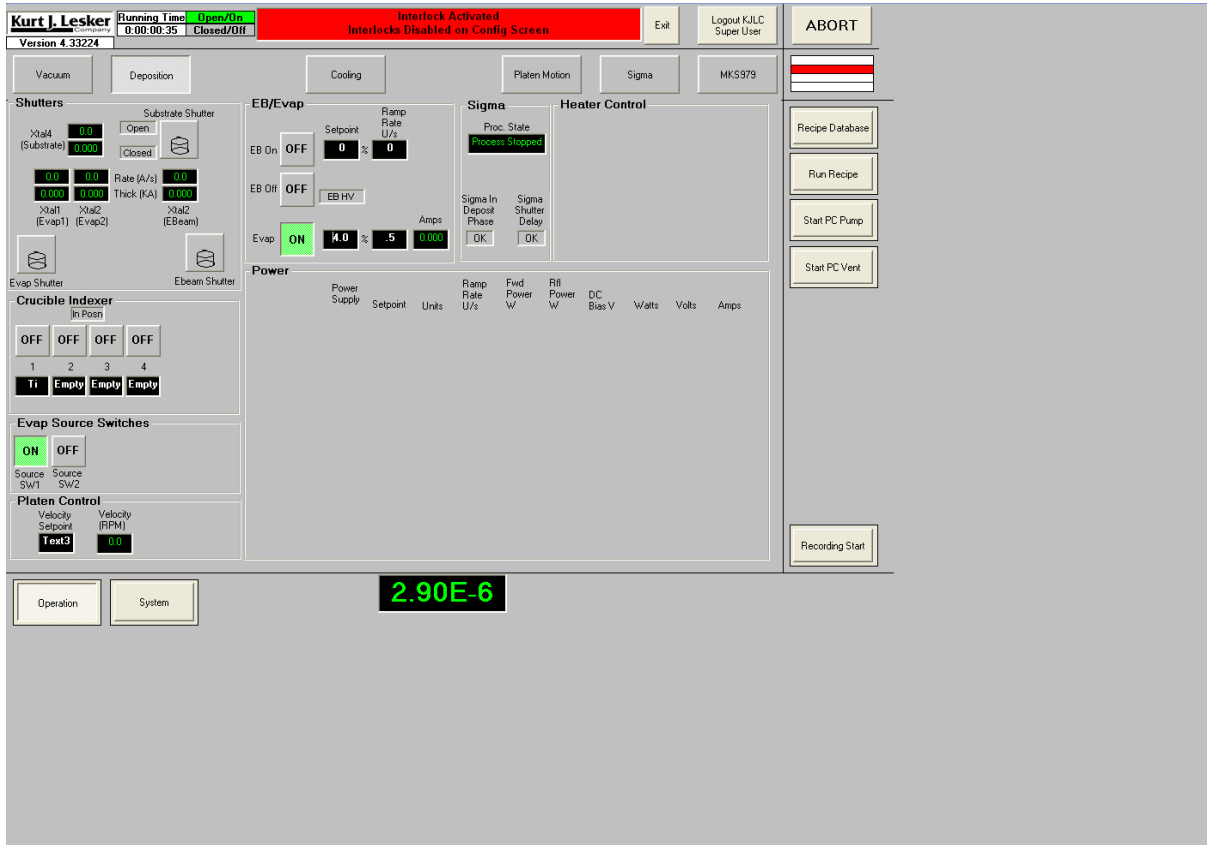 Kurt J. Lesker
Company
Version 4.33224
Running Time Open/On
0:00:00:35 Closed/Off
Interlock Activated
Interlocks Disabled on Config Screen
Exit
Logout KJLC
Super User
ABORT
Vacuum
Deposition
Cooling
Platen Motion
Sigma
MKS979
Shutters
Substrate Shutter
Xtal4
(Substrate)
0.0
0.000
Open
Closed
0.0 0.0 Rate (A/s) 0.0
0.000 0.000 Thick (KA) 0.000
Xtal1 Xtal2 Xtal2
(Evap1) (Evap2) (EBeam)
Evap Shutter
Ebeam Shutter
Crucible Indexer
In Posn
OFF OFF OFF OFF
1 2 3 4
Ti Empty Empty Empty
Evap Source Switches
ON OFF
Source Source
SW1 SW2
Platen Control
Velocity Velocity
Setpoint (RPM)
Text3 0.0
EB/Evap
Ramp
Rate
U/s
Setpoint
EB On OFF 0 % 0
EB Off OFF
EB HV
Amps
Evap ON 4.0 % .5 0.000
Sigma
Proc. State
Process Stopped
Sigma In Sigma
Deposit Shutter
Phase Delay
OK OK
Heater Control
Power
Power
Supply
Setpoint
Units
Ramp
Rate
U/s
Fwd
Power
W
Rfl
Power
W
DC
Bias V
Watts
Volts
Amps
Recipe Database
Run Recipe
Start PC Pump
Start PC Vent
Recording Start
Operation
System
2.90E-6